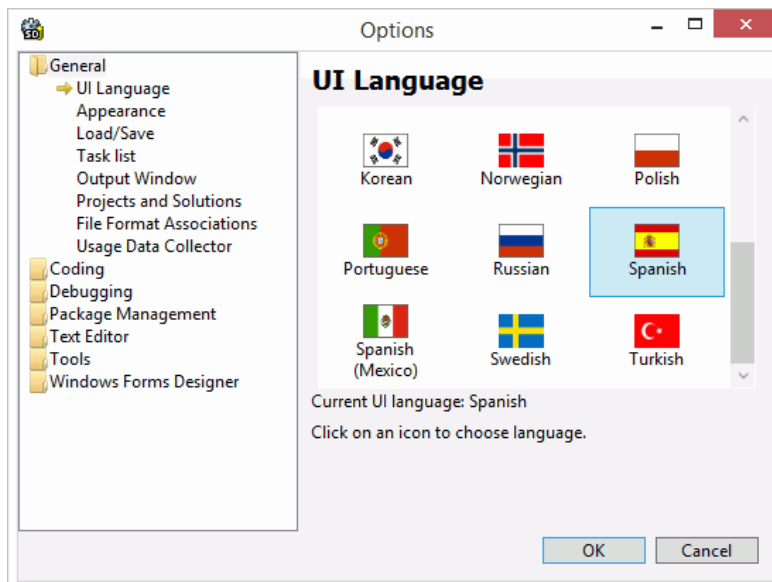 SD
Options
General
UI Language
Appearance
Load/Save
Task list
Output Window
Projects and Solutions
File Format Associations
Usage Data Collector
Coding
Debugging
Package Management
Text Editor
Tools
Windows Forms Designer
UI Language
Korean
Norwegian
Polish
Portuguese
Russian
Spanish
Spanish
(Mexico)
Swedish
Turkish
Current UI language: Spanish
Click on an icon to choose language.
OK
Cancel